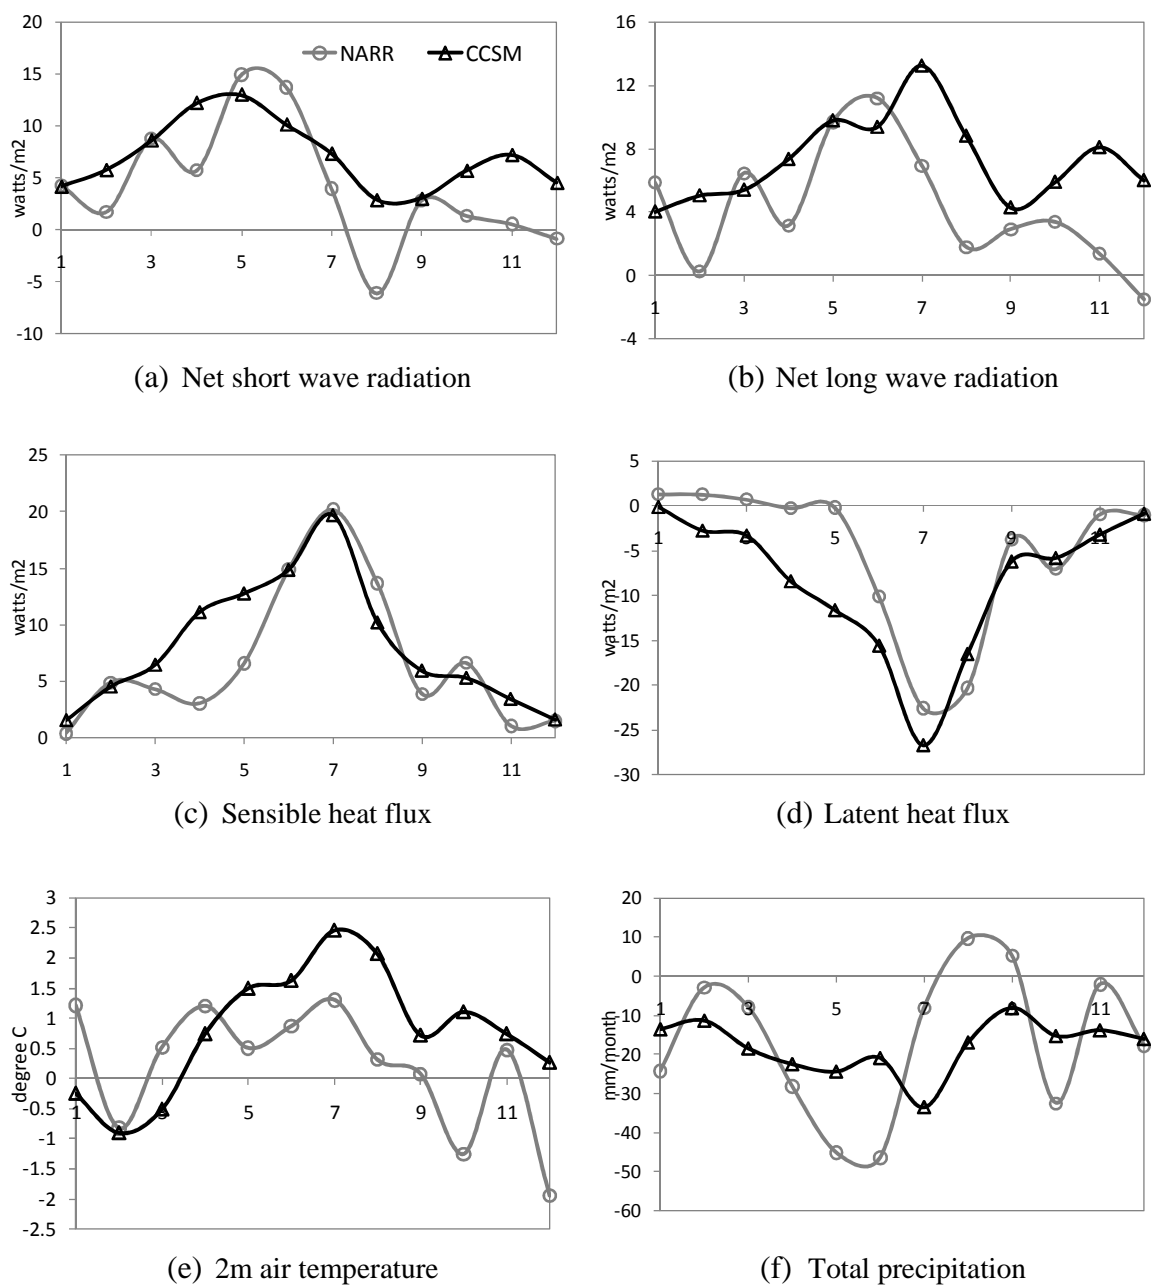 20
15
10
5
0
-5
-10
watts/m2
1 3 5 7 9 11
NARR CCSM
(a) Net short wave radiation
16
12
8
4
0
-4
watts/m2
1 3 5 7 9 11
(b) Net long wave radiation
25
20
15
10
5
0
watts/m2
1 3 5 7 9 11
(c) Sensible heat flux
5
0
-5
-10
-15
-20
-25
-30
watts/m2
1 5 7 9 11
(d) Latent heat flux
3
2.5
2
1.5
1
0.5
0
-0.5
-1
-1.5
-2
-2.5
degree C
1 3 5 7 9 11
(e) 2m air temperature
20
10
0
-10
-20
-30
-40
-50
-60
mm/month
1 3 5 7 9 11
(f) Total precipitation